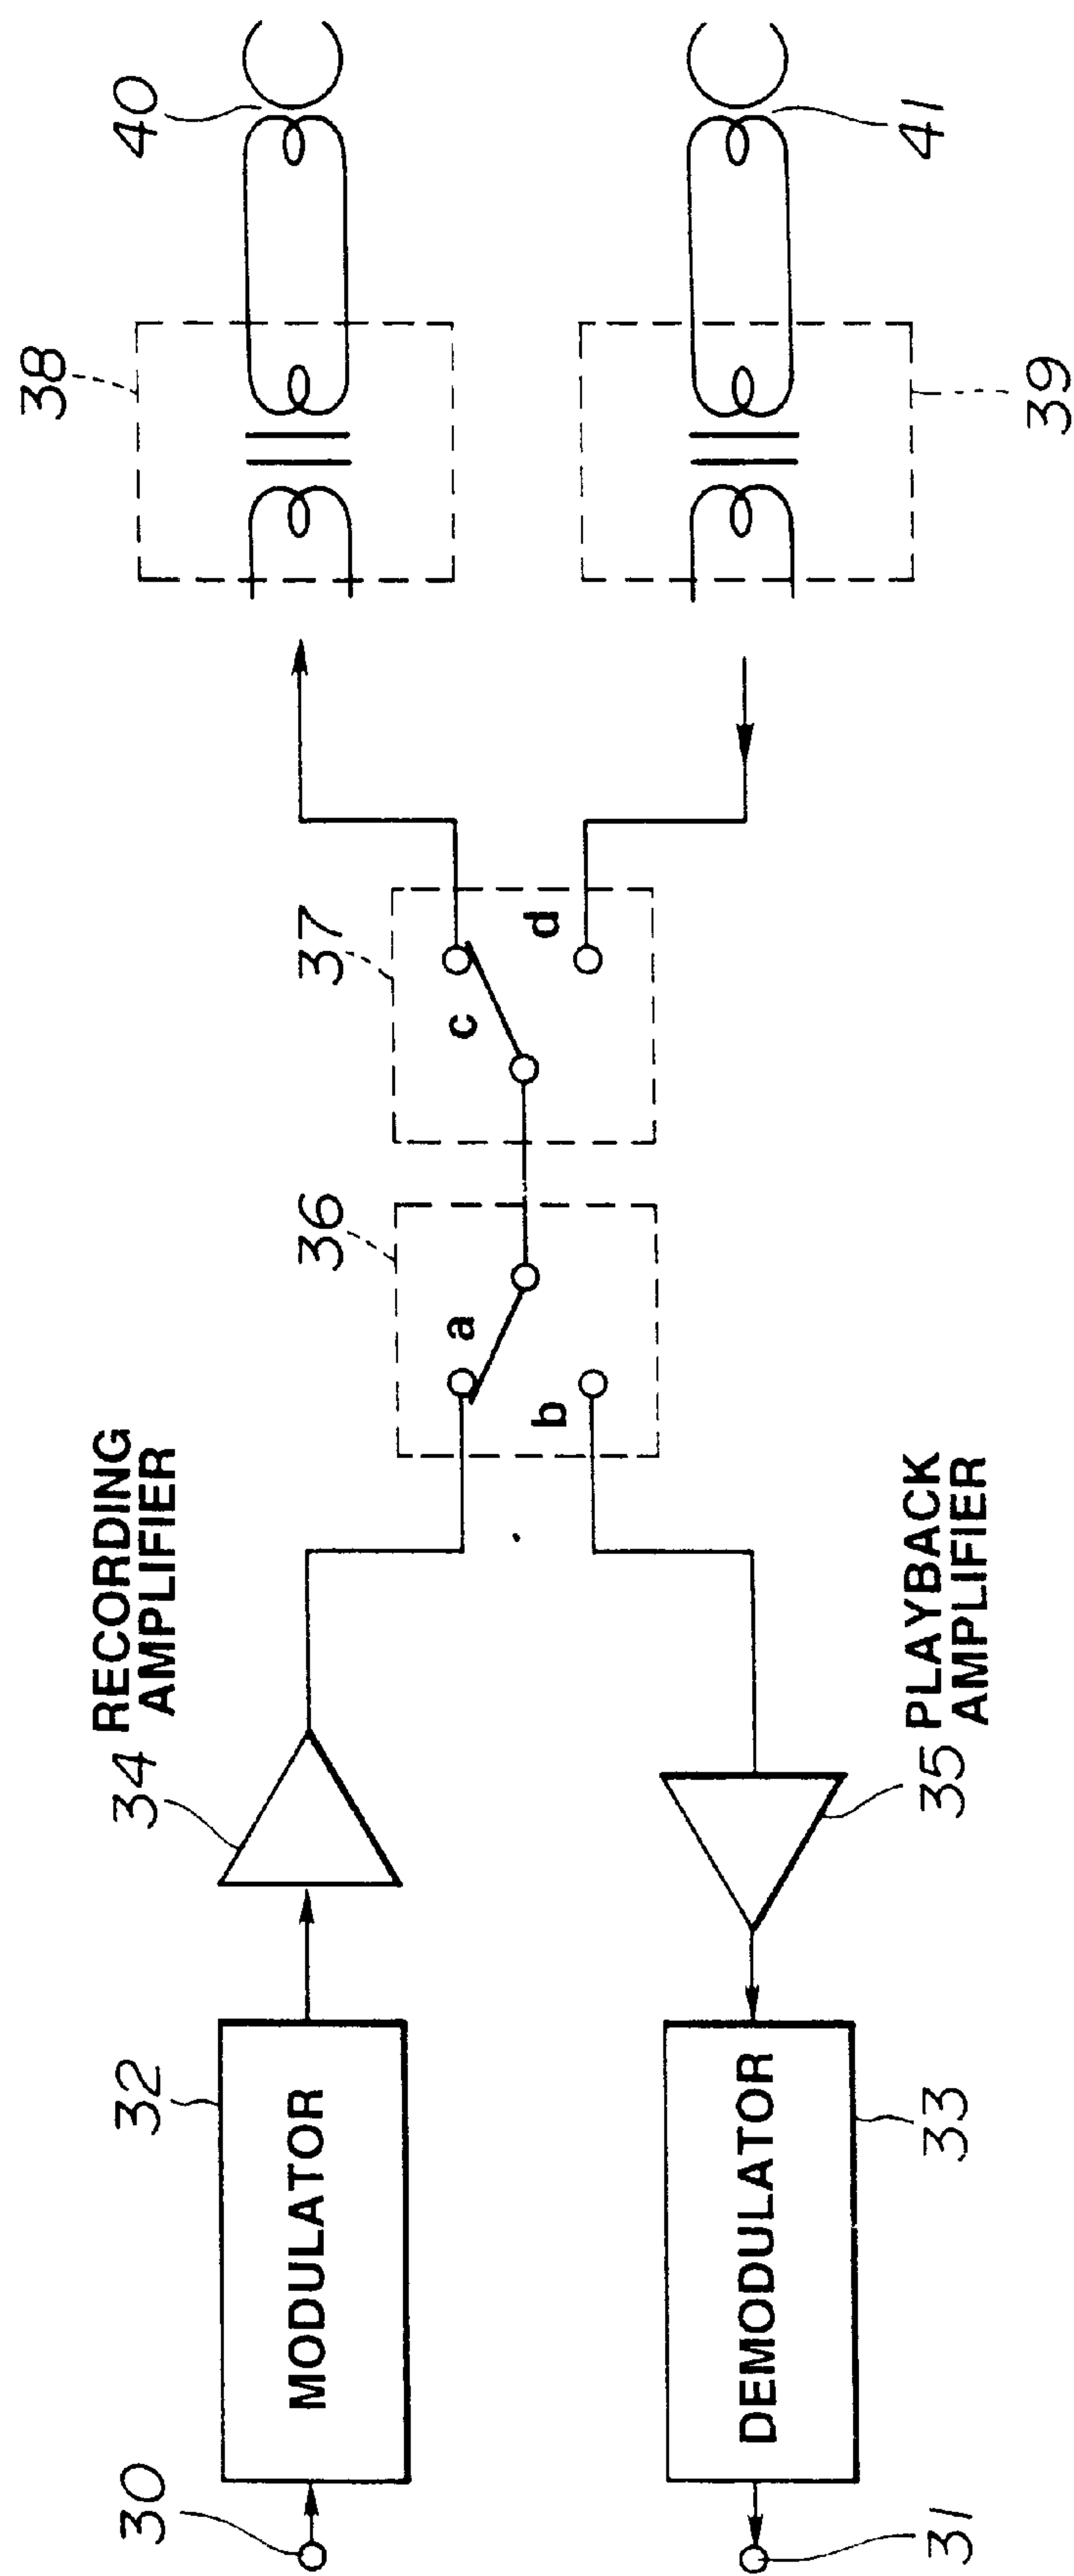 30
32
MODULATOR
34
RECORDING
AMPLIFIER
36
a
b
37
c
d
38
40
31
33
DEMODULATOR
35
PLAYBACK
AMPLIFIER
39
41